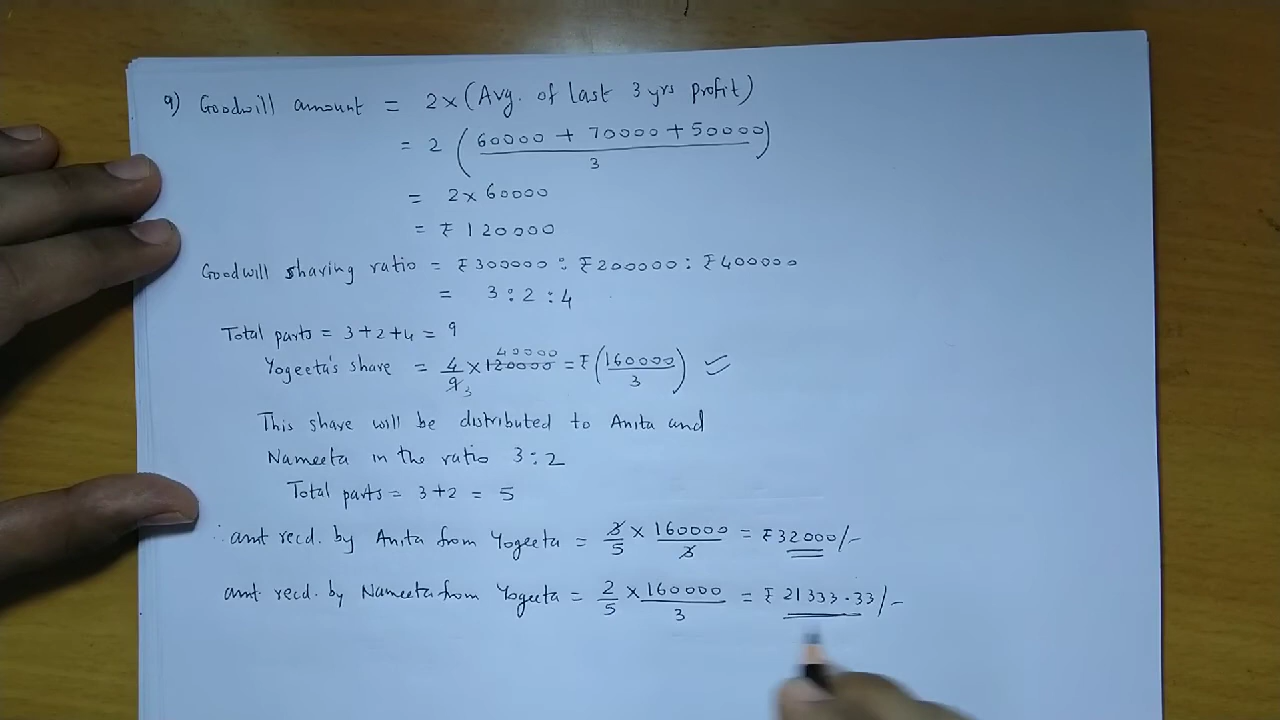 9) Goodwill amount = 2 × (Avg. of last 3 yrs profit)
= 2 ( 60000 + 70000 + 50000 / 3 )
= 2 × 60000
= ₹ 120000
Goodwill sharing ratio = ₹300000 : ₹200000 : ₹400000
= 3 : 2 : 4
Total parts = 3+2+4 = 9
Yogeeta's share = 4/9 3 × 120000 40000 = ₹ (160000/3) ✓
This share will be distributed to Anita and
Nameeta in the ratio 3 : 2
Total parts = 3+2 = 5
∴ amt recd. by Anita from Yogeeta = 3/5 × 160000/3 = ₹32000/-
amt recd. by Nameeta from Yogeeta = 2/5 × 160000/3 = ₹ 21333.33/-